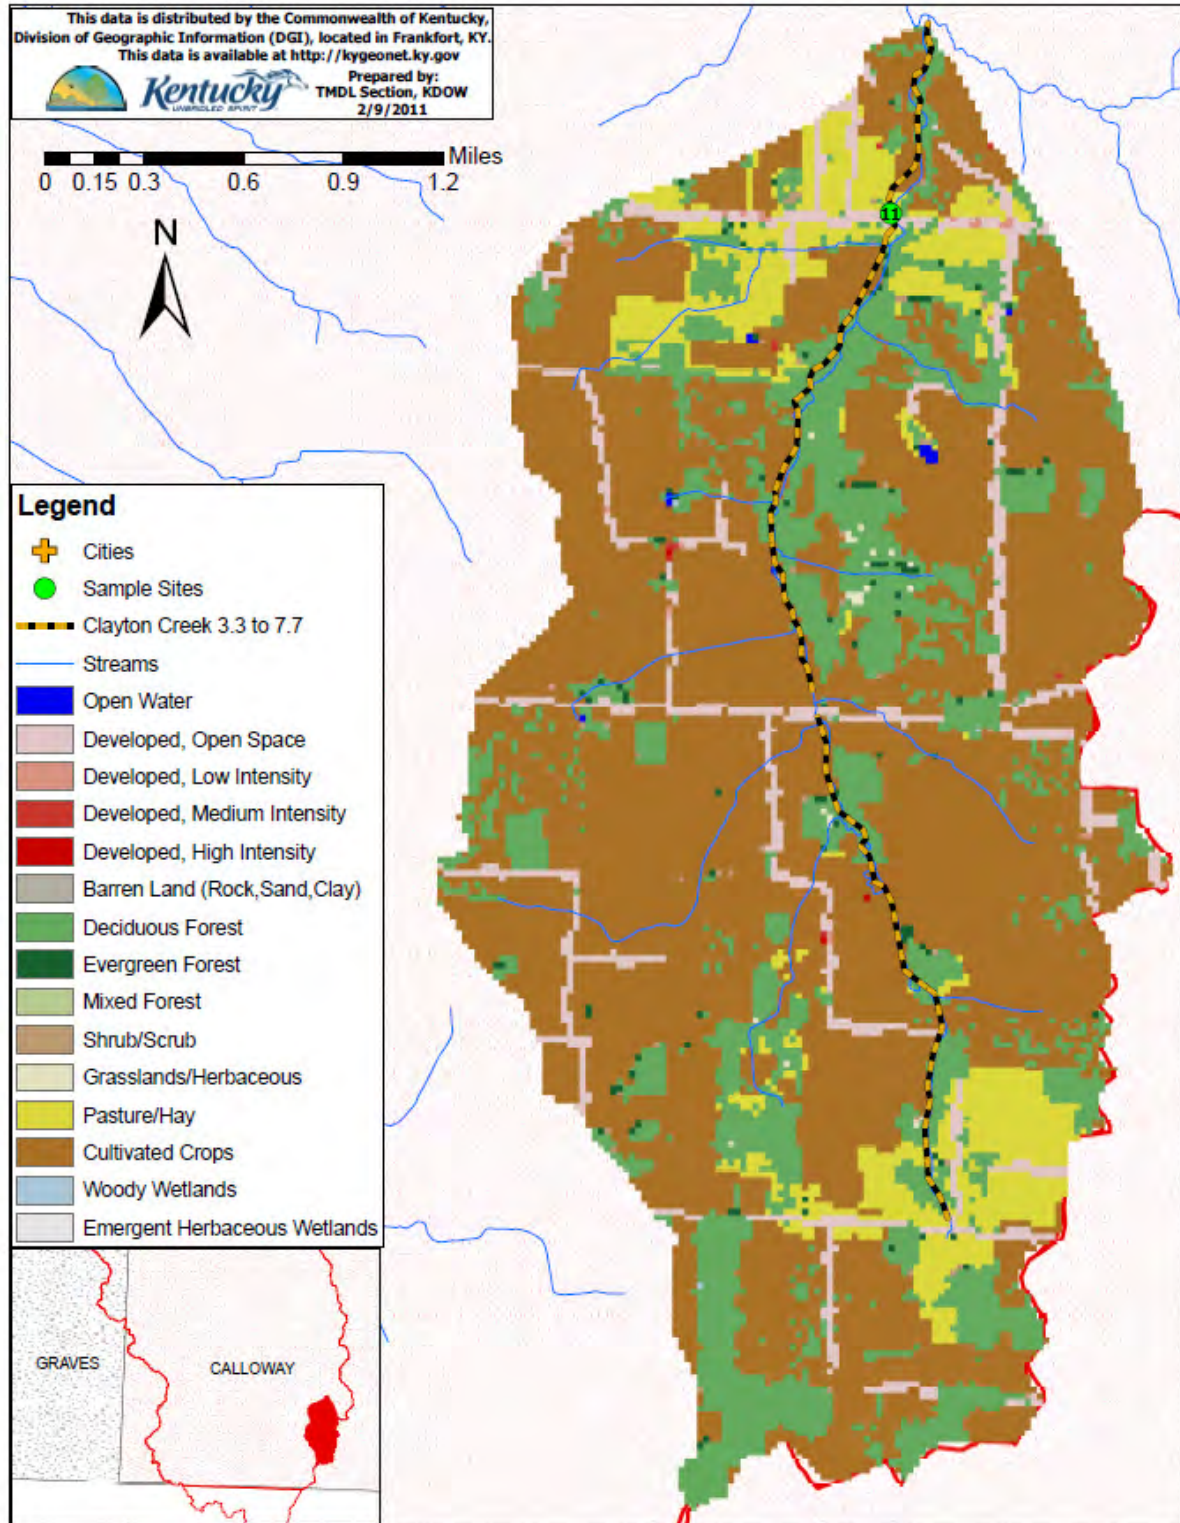 This data is distributed by the Commonwealth of Kentucky,
Division of Geographic Information (DGI), located in Frankfort, KY.
This data is available at http://kygeonet.ky.gov
Kentucky
UNBRIDLED SPIRIT
Prepared by:
TMDL Section, KDOW
2/9/2011
Miles
0 0.15 0.3 0.6 0.9 1.2
N
11
Legend
Cities
Sample Sites
Clayton Creek 3.3 to 7.7
Streams
Open Water
Developed, Open Space
Developed, Low Intensity
Developed, Medium Intensity
Developed, High Intensity
Barren Land (Rock,Sand,Clay)
Deciduous Forest
Evergreen Forest
Mixed Forest
Shrub/Scrub
Grasslands/Herbaceous
Pasture/Hay
Cultivated Crops
Woody Wetlands
Emergent Herbaceous Wetlands
GRAVES
CALLOWAY